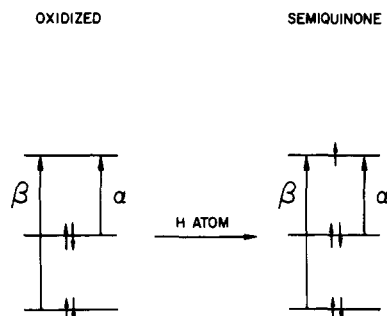 OXIDIZED SEMIQUINONE
β α β α
H ATOM